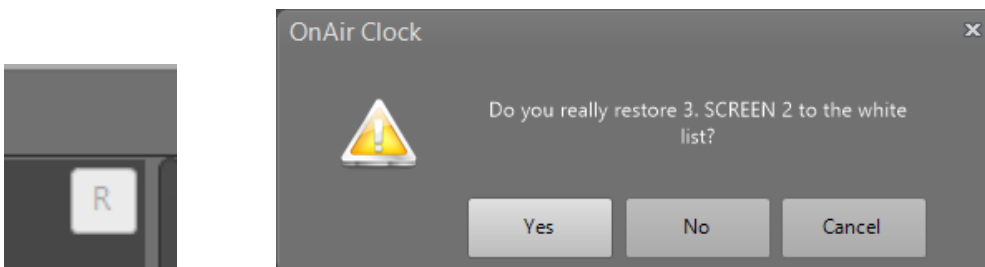 OnAir Clock
Do you really restore 3. SCREEN 2 to the white
list?
R
Yes No Cancel